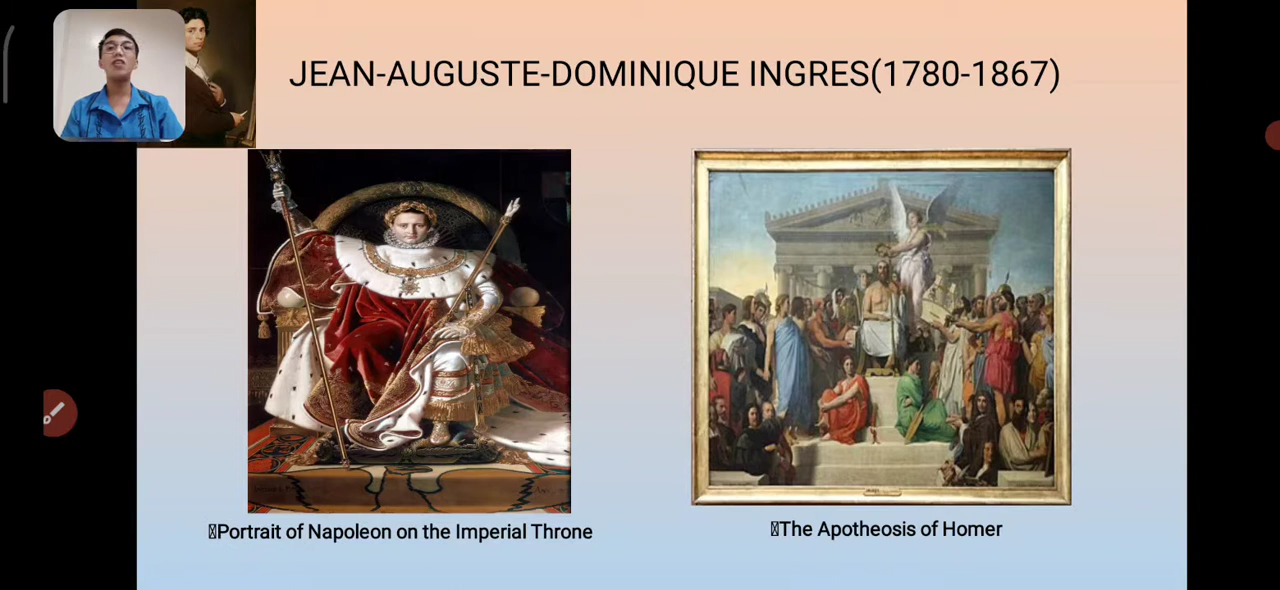 JEAN-AUGUSTE-DOMINIQUE INGRES(1780-1867)
Portrait of Napoleon on the Imperial Throne
The Apotheosis of Homer